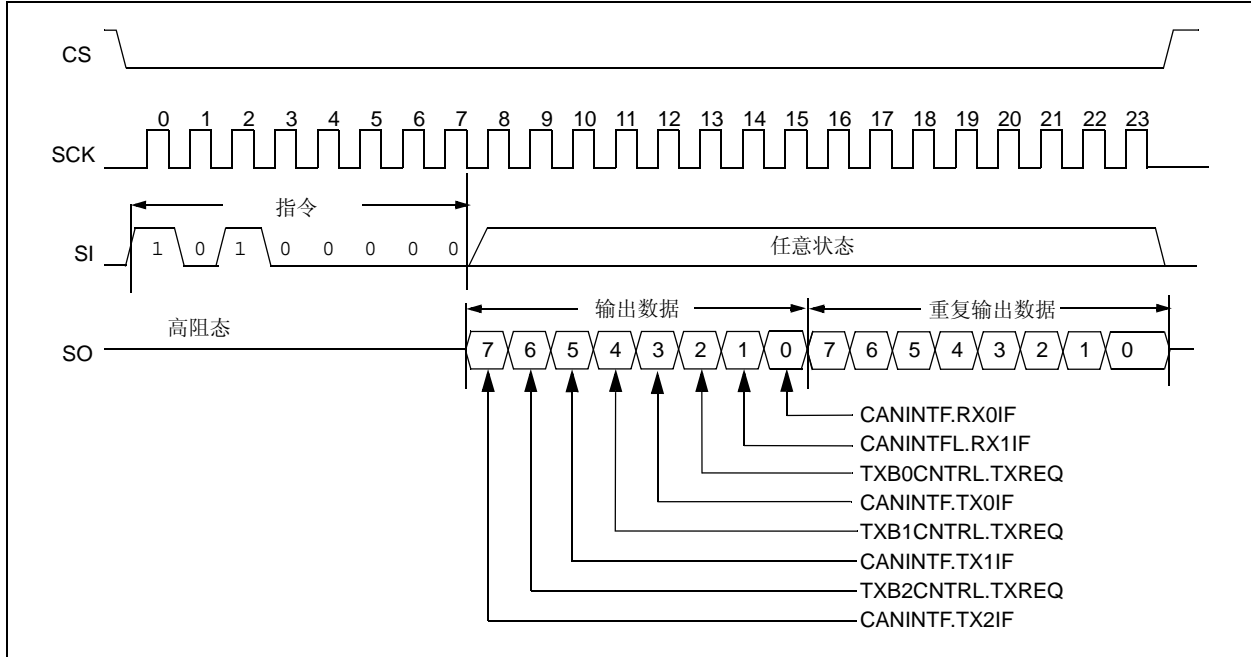 CS
0 1 2 3 4 5 6 7 8 9 10 11 12 13 14 15 16 17 18 19 20 21 22 23
SCK
指令
SI 1 0 1 0 0 0 0 0 任意状态
高阻态 输出数据 重复输出数据
SO 7 6 5 4 3 2 1 0 7 6 5 4 3 2 1 0
CANINTF.RX0IF
CANINTFL.RX1IF
TXB0CNTRL.TXREQ
CANINTF.TX0IF
TXB1CNTRL.TXREQ
CANINTF.TX1IF
TXB2CNTRL.TXREQ
CANINTF.TX2IF